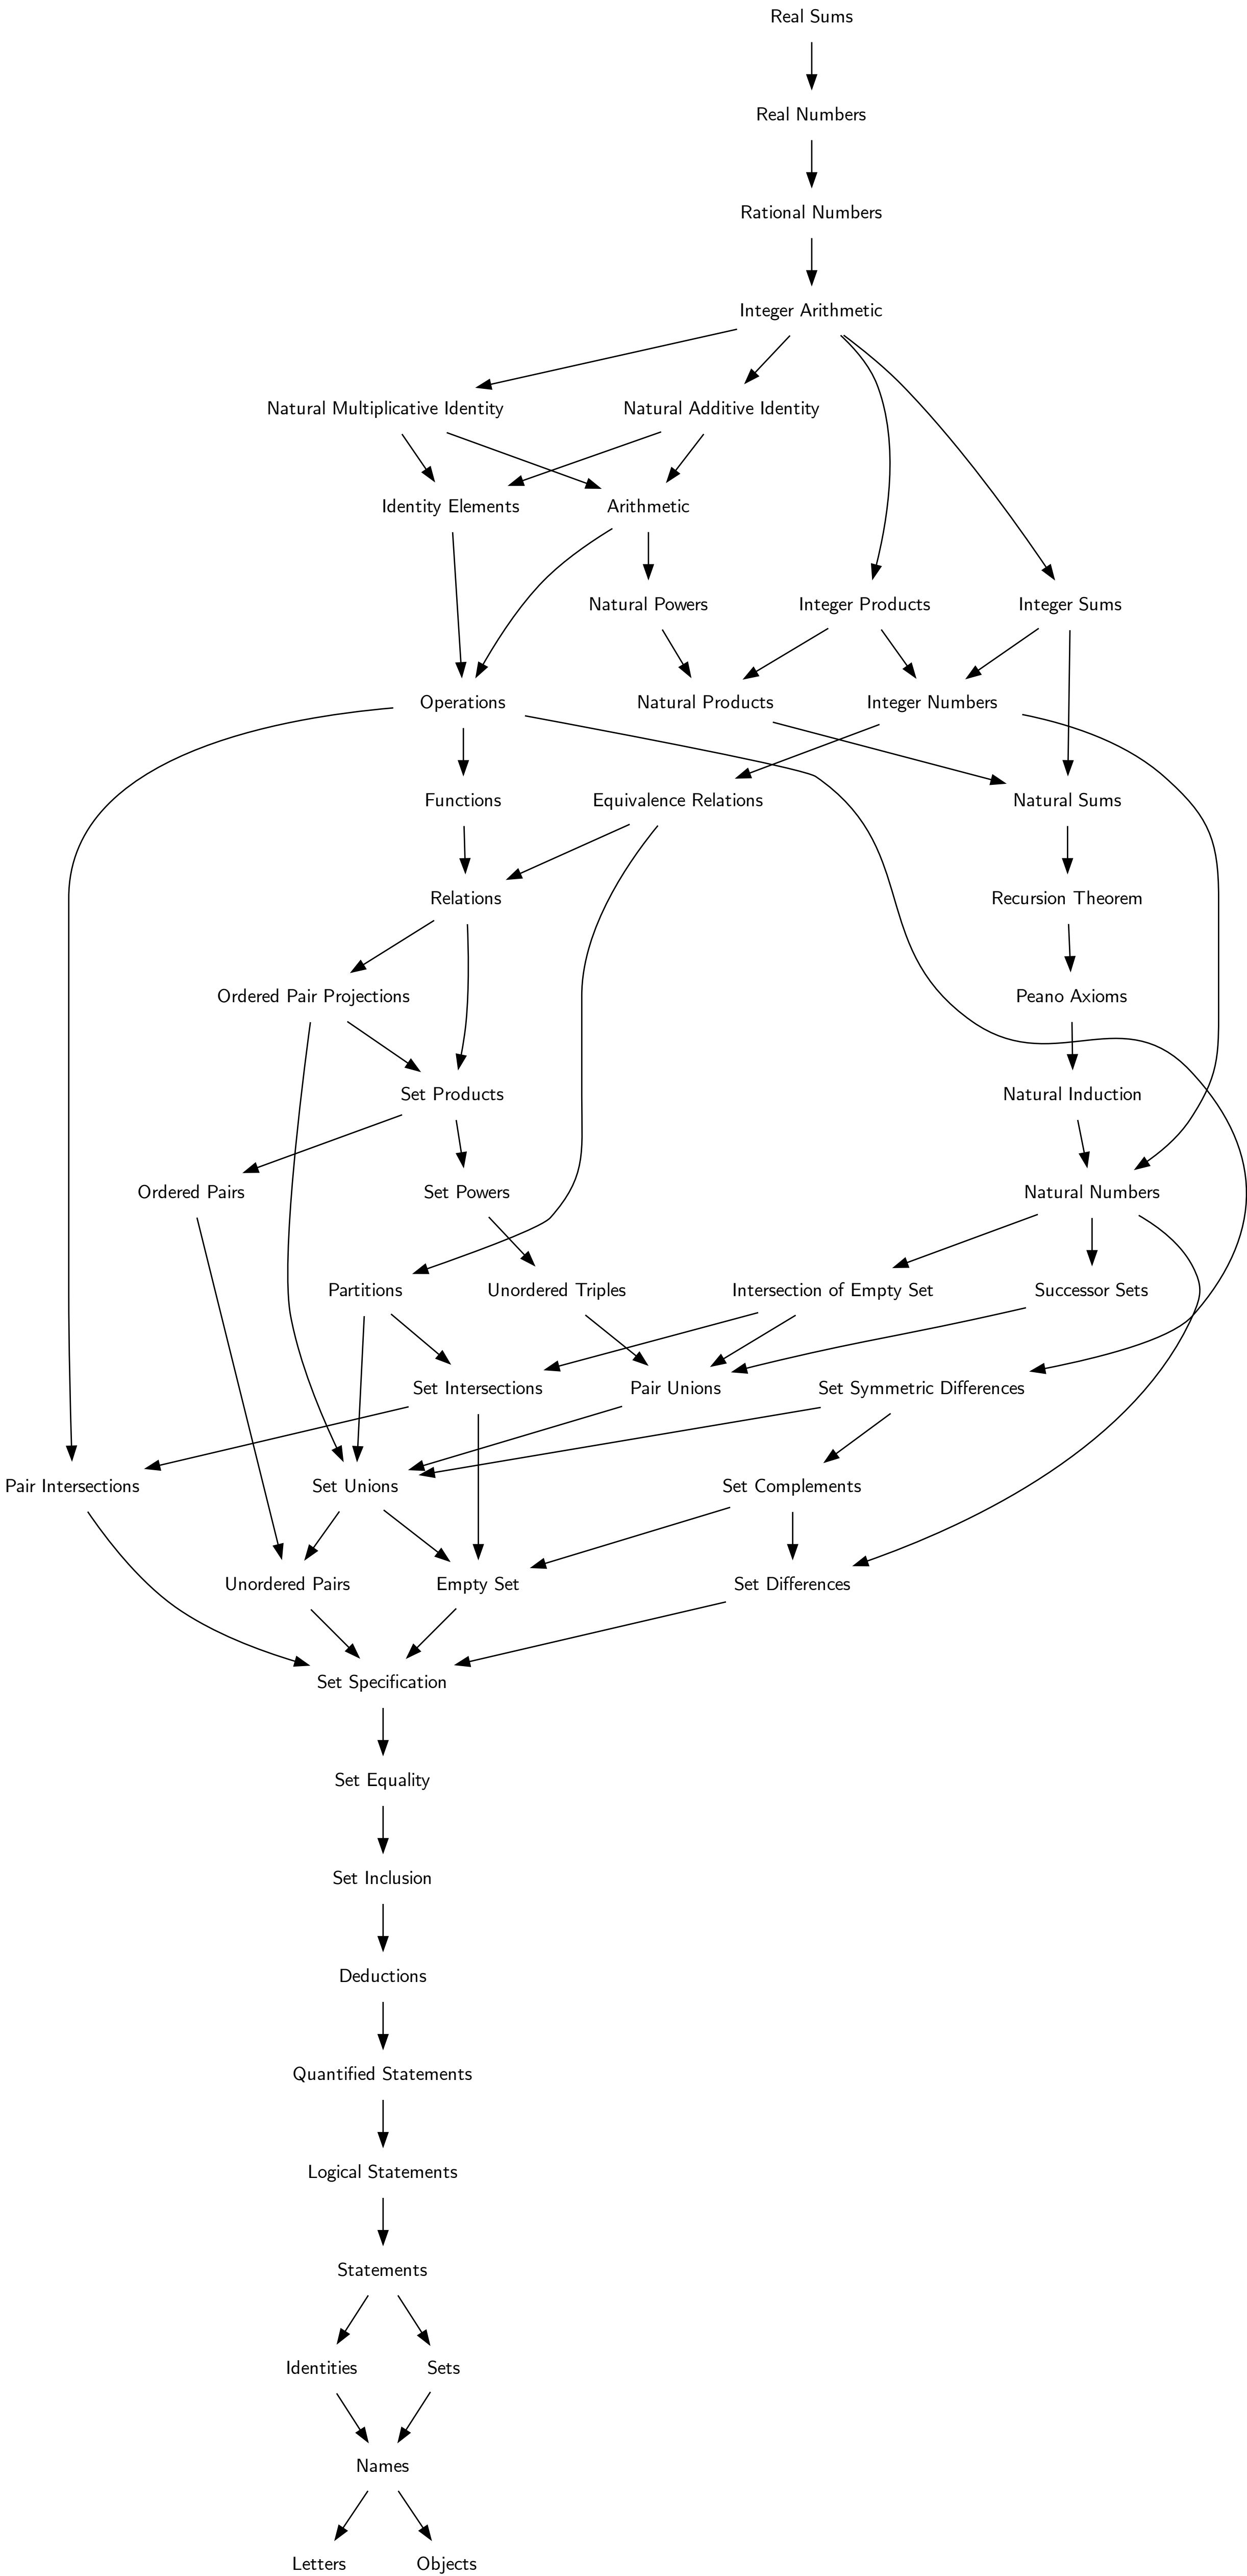 Real Sums
Real Numbers
Rational Numbers
Integer Arithmetic
Natural Multiplicative Identity
Natural Additive Identity
Identity Elements
Arithmetic
Natural Powers
Integer Products
Integer Sums
Operations
Natural Products
Integer Numbers
Functions
Equivalence Relations
Natural Sums
Relations
Recursion Theorem
Ordered Pair Projections
Peano Axioms
Set Products
Natural Induction
Ordered Pairs
Set Powers
Natural Numbers
Partitions
Unordered Triples
Intersection of Empty Set
Successor Sets
Set Intersections
Pair Unions
Set Symmetric Differences
Pair Intersections
Set Unions
Set Complements
Unordered Pairs
Empty Set
Set Differences
Set Specification
Set Equality
Set Inclusion
Deductions
Quantified Statements
Logical Statements
Statements
Identities
Sets
Names
Letters
Objects